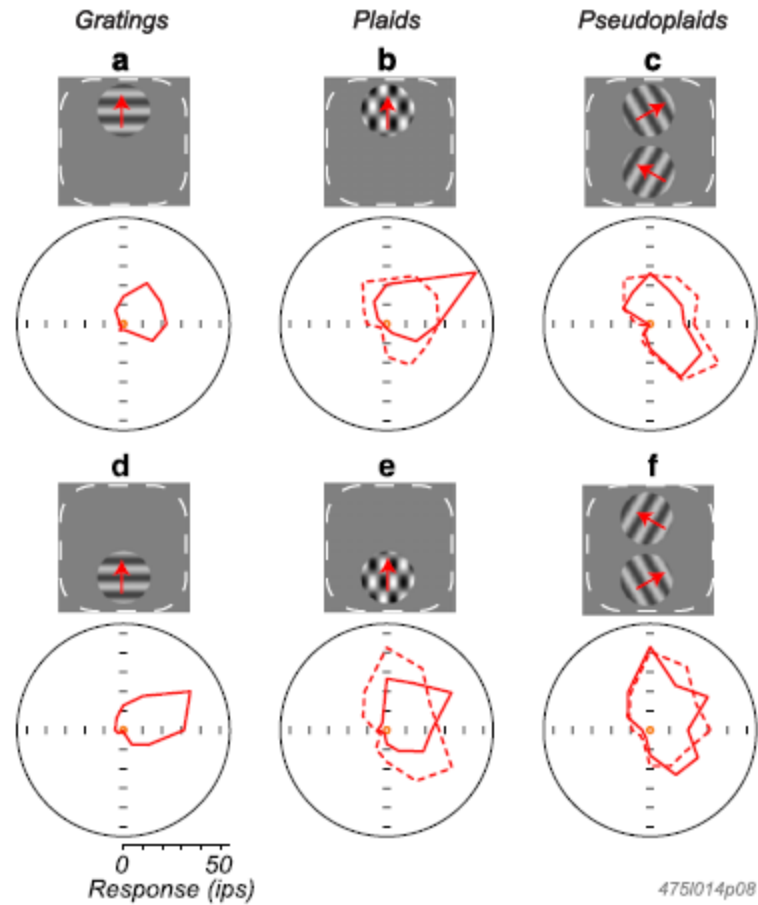 Gratings Plaids Pseudoplaids
a b c
d e f
0 50
Response (ips)
475l014p08